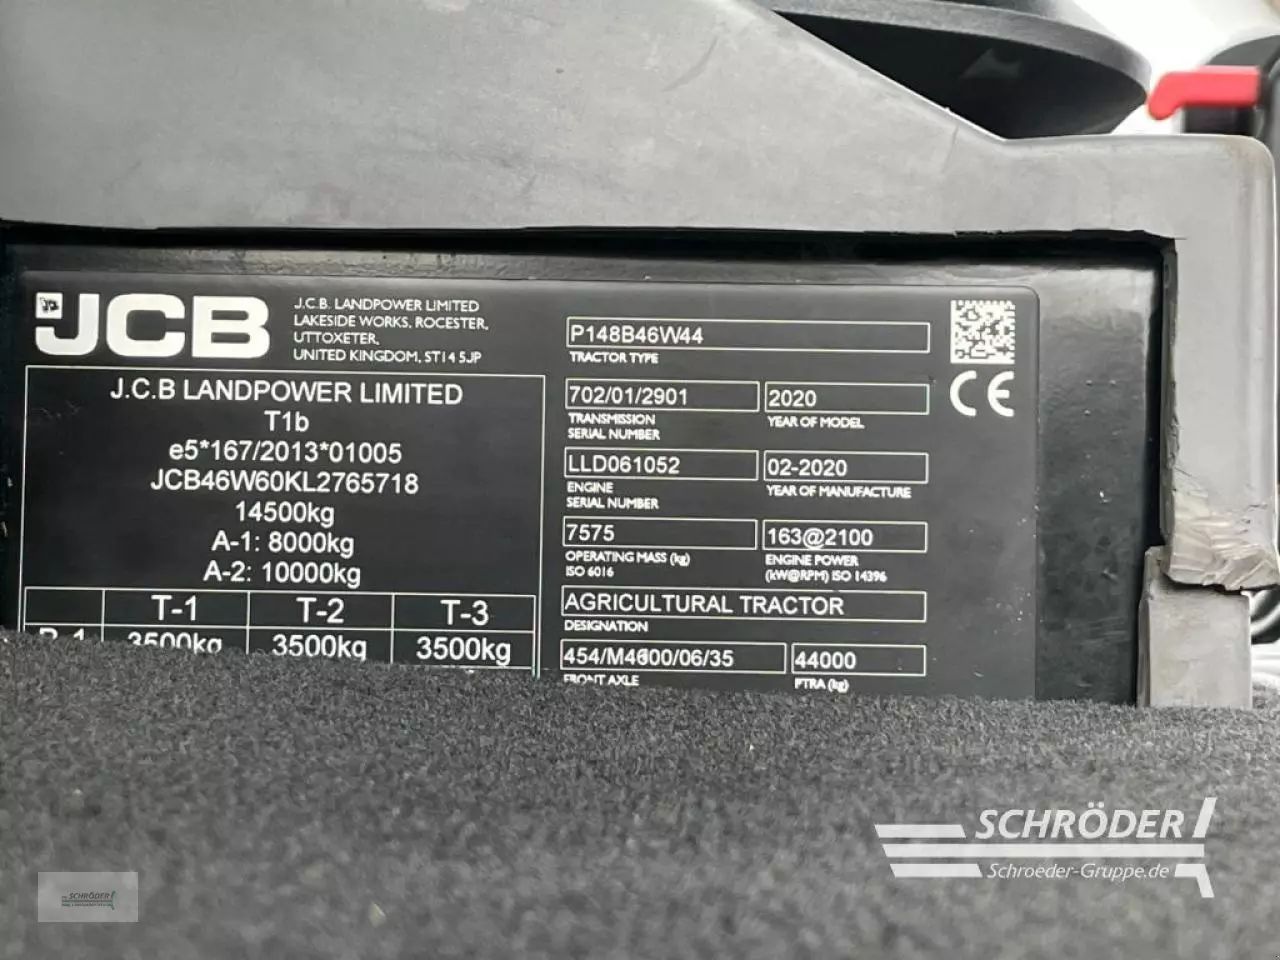 JCB
J.C.B. LANDPOWER LIMITED
LAKESIDE WORKS, ROCESTER,
UTTOXETER,
UNITED KINGDOM, ST14 5JP
J.C.B LANDPOWER LIMITED
T1b
e5*167/2013*01005
JCB46W60KL2765718
14500kg
A-1: 8000kg
A-2: 10000kg
T-1 T-2 T-3
B-1 3500kg 3500kg 3500kg
P148B46W44
TRACTOR TYPE
702/01/2901
TRANSMISSION
SERIAL NUMBER
2020
YEAR OF MODEL
LLD061052
ENGINE
SERIAL NUMBER
02-2020
YEAR OF MANUFACTURE
7575
OPERATING MASS (kg)
ISO 6016
163@2100
ENGINE POWER
(kW@RPM) ISO 14396
AGRICULTURAL TRACTOR
DESIGNATION
FRONT AXLE
44000
PTRA (kg)
CE
SCHRÖDER
Schroeder-Gruppe.de
SCHRÖDER